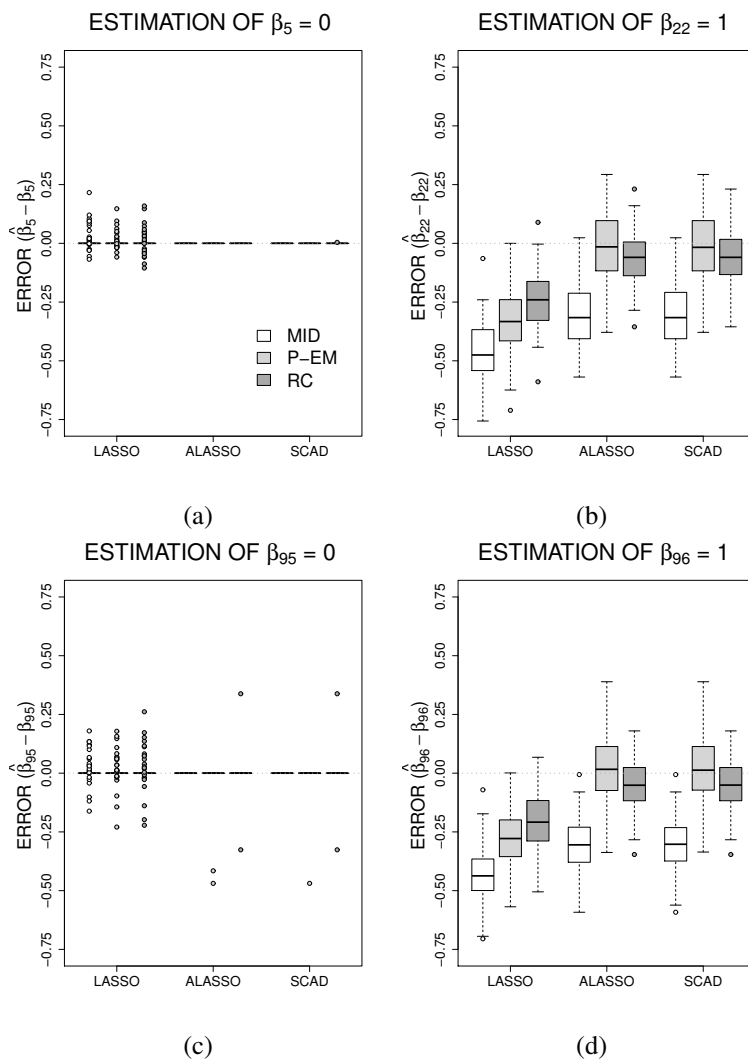 ESTIMATION OF β5 = 0
ERROR (β̂5 − β5)
0.75
0.50
0.25
0.00
−0.25
−0.50
−0.75
MID
P−EM
RC
LASSO ALASSO SCAD
(a)
ESTIMATION OF β22 = 1
ERROR (β̂22 − β22)
0.75
0.50
0.25
0.00
−0.25
−0.50
−0.75
LASSO ALASSO SCAD
(b)
ESTIMATION OF β95 = 0
ERROR (β̂95 − β95)
0.75
0.50
0.25
0.00
−0.25
−0.50
−0.75
LASSO ALASSO SCAD
(c)
ESTIMATION OF β96 = 1
ERROR (β̂96 − β96)
0.75
0.50
0.25
0.00
−0.25
−0.50
−0.75
LASSO ALASSO SCAD
(d)